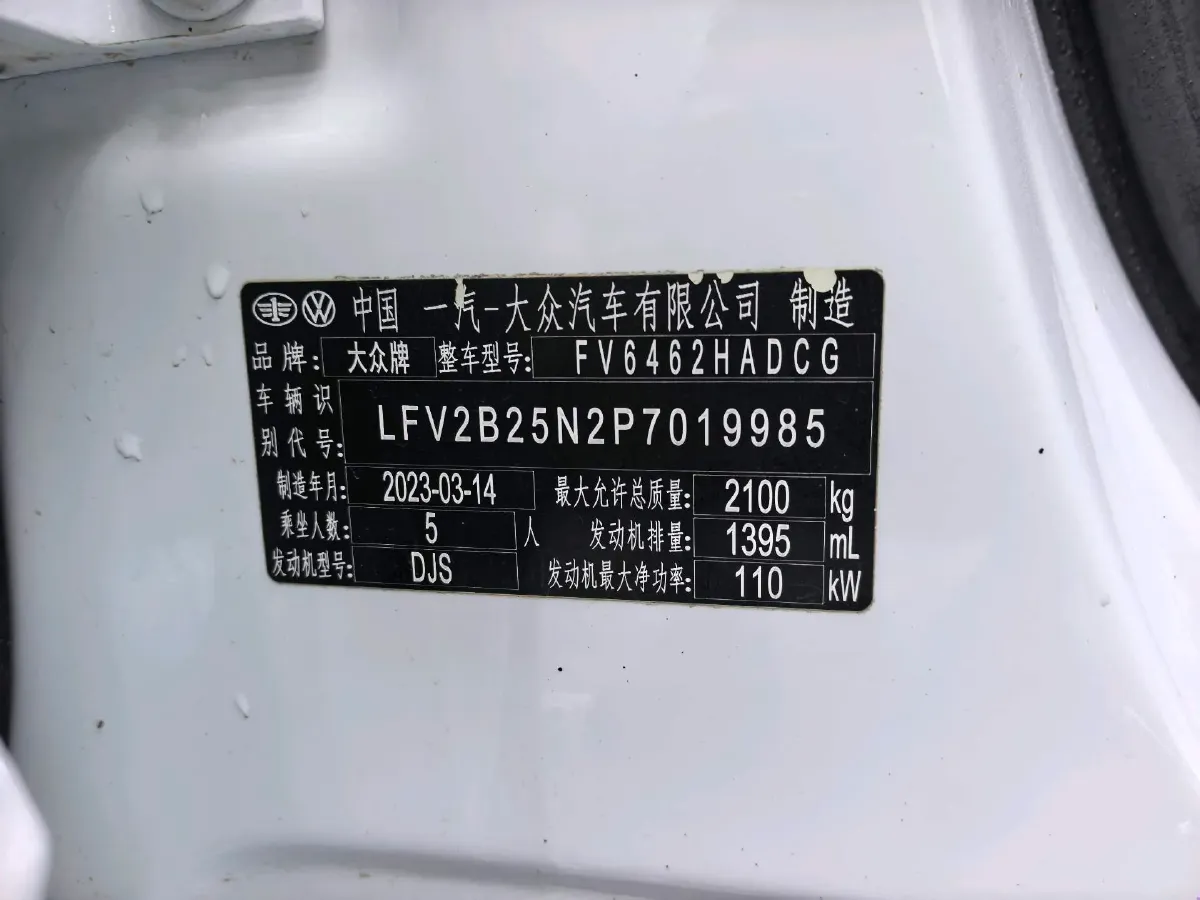 中国 一汽-大众汽车有限公司 制造
品牌: 大众牌 整车型号: FV6462HADCG
车辆识
别代号: LFV2B25N2P7019985
制造年月: 2023-03-14 最大允许总质量: 2100 kg
乘坐人数: 5 人 发动机排量: 1395 mL
发动机型号: DJS 发动机最大净功率: 110 kW